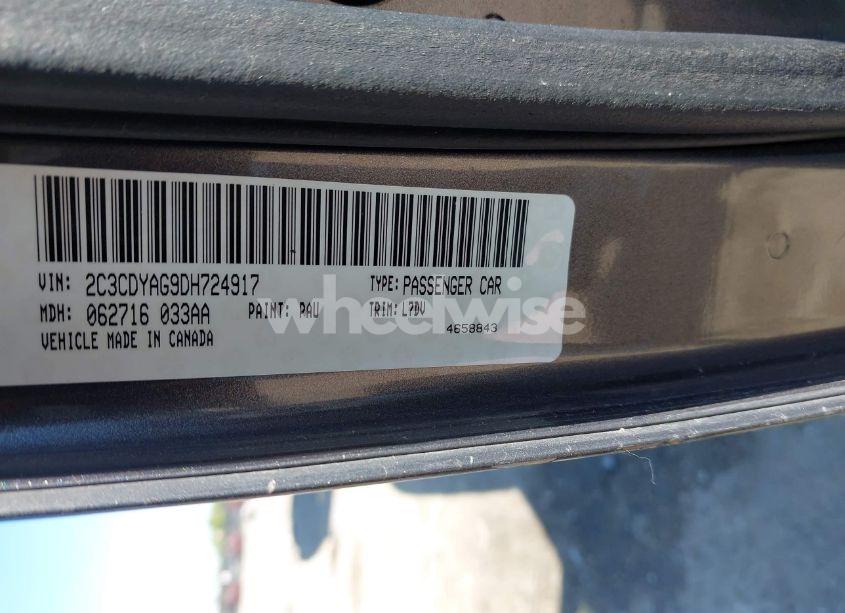 VIN: 2C3CDYAG9DH724917 TYPE: PASSENGER CAR
MDH: 062716 033AA PAINT: PAU TRIM: L7DV
VEHICLE MADE IN CANADA 4658843
wheelwise